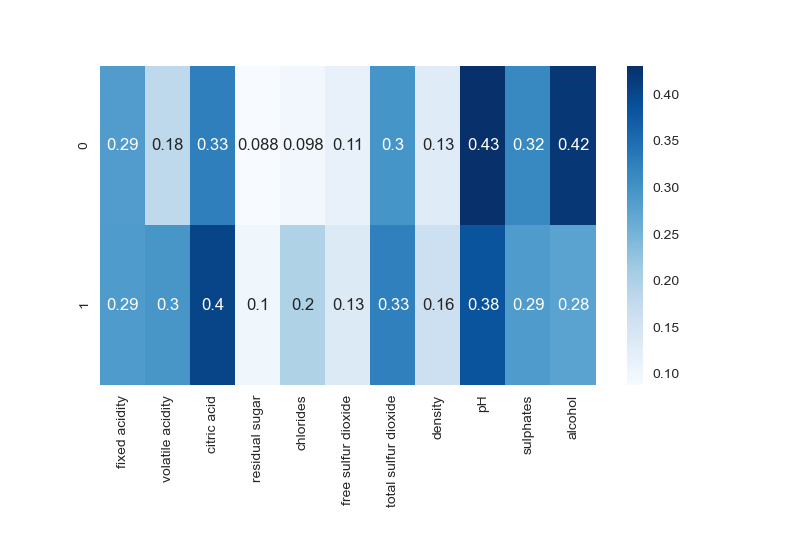 0
0.29 0.18 0.33 0.088 0.098 0.11 0.3 0.13 0.43 0.32 0.42
1
0.29 0.3 0.4 0.1 0.2 0.13 0.33 0.16 0.38 0.29 0.28
fixed acidity
volatile acidity
citric acid
residual sugar
chlorides
free sulfur dioxide
total sulfur dioxide
density
pH
sulphates
alcohol
0.40
0.35
0.30
0.25
0.20
0.15
0.10